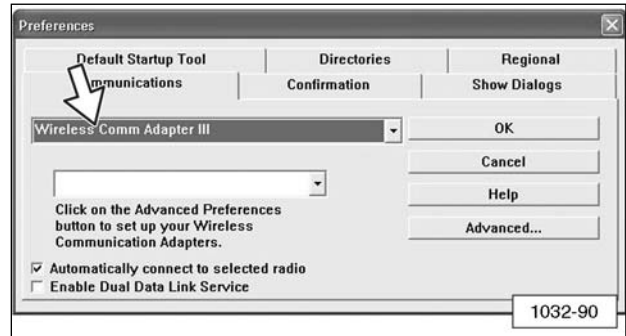 Preferences
Default Startup Tool
Directories
Regional
mmunications
Confirmation
Show Dialogs
Wireless Comm Adapter III
OK
Cancel
Help
Click on the Advanced Preferences
button to set up your Wireless
Communication Adapters.
Advanced...
Automatically connect to selected radio
Enable Dual Data Link Service
1032-90